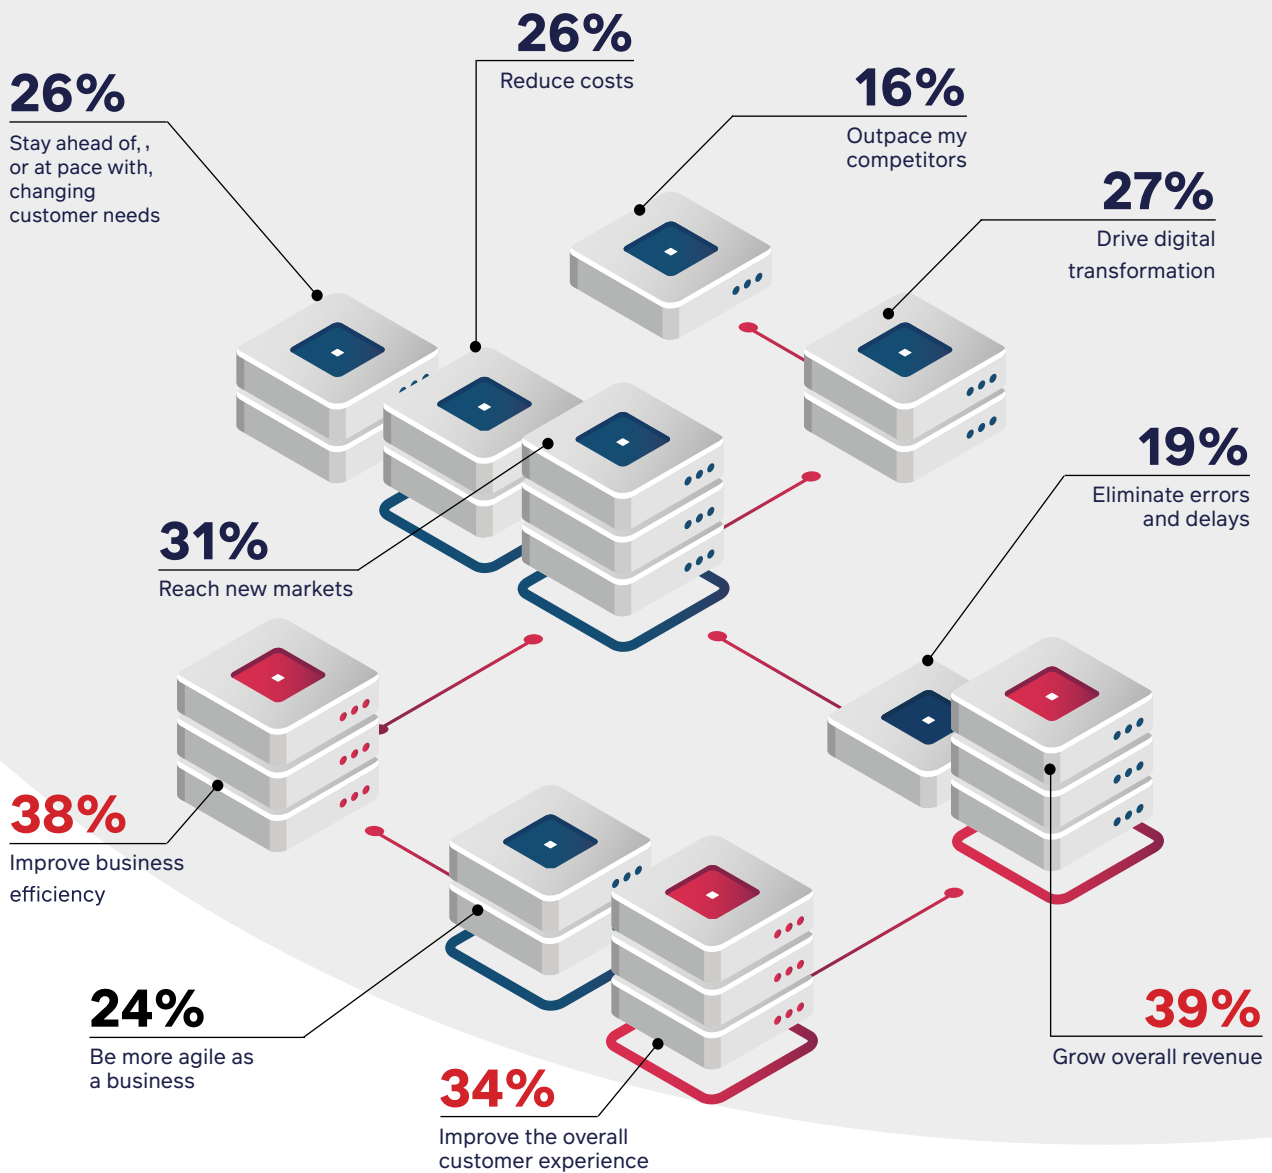 26%
Reduce costs
26%
Stay ahead of, ,
or at pace with,
changing
customer needs
16%
Outpace my
competitors
27%
Drive digital
transformation
19%
Eliminate errors
and delays
31%
Reach new markets
38%
Improve business
efficiency
24%
Be more agile as
a business
39%
Grow overall revenue
34%
Improve the overall
customer experience